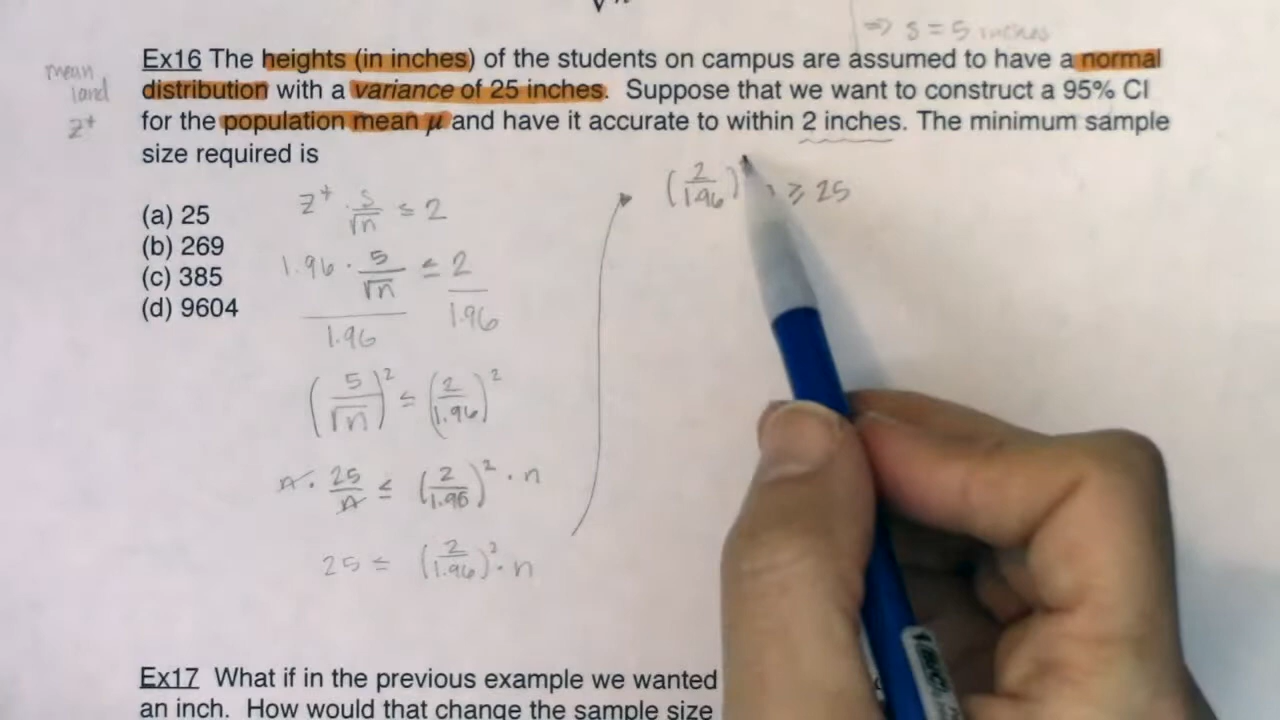 ⇒ s = 5 inches
mean
land
z*
Ex16 The heights (in inches) of the students on campus are assumed to have a normal
distribution with a variance of 25 inches. Suppose that we want to construct a 95% CI
for the population mean μ and have it accurate to within 2 inches. The minimum sample
size required is
(a) 25
(b) 269
(c) 385
(d) 9604
z* · s/√n ≤ 2
1.96 · 5/√n ≤ 2
1.96 1.96
(5/√n)² ≤ (2/1.96)²
n · 25/n ≤ (2/1.96)² · n
25 ≤ (2/1.96)² · n
(2/1.96) ≥ 25
Ex17 What if in the previous example we wanted
an inch. How would that change the sample size